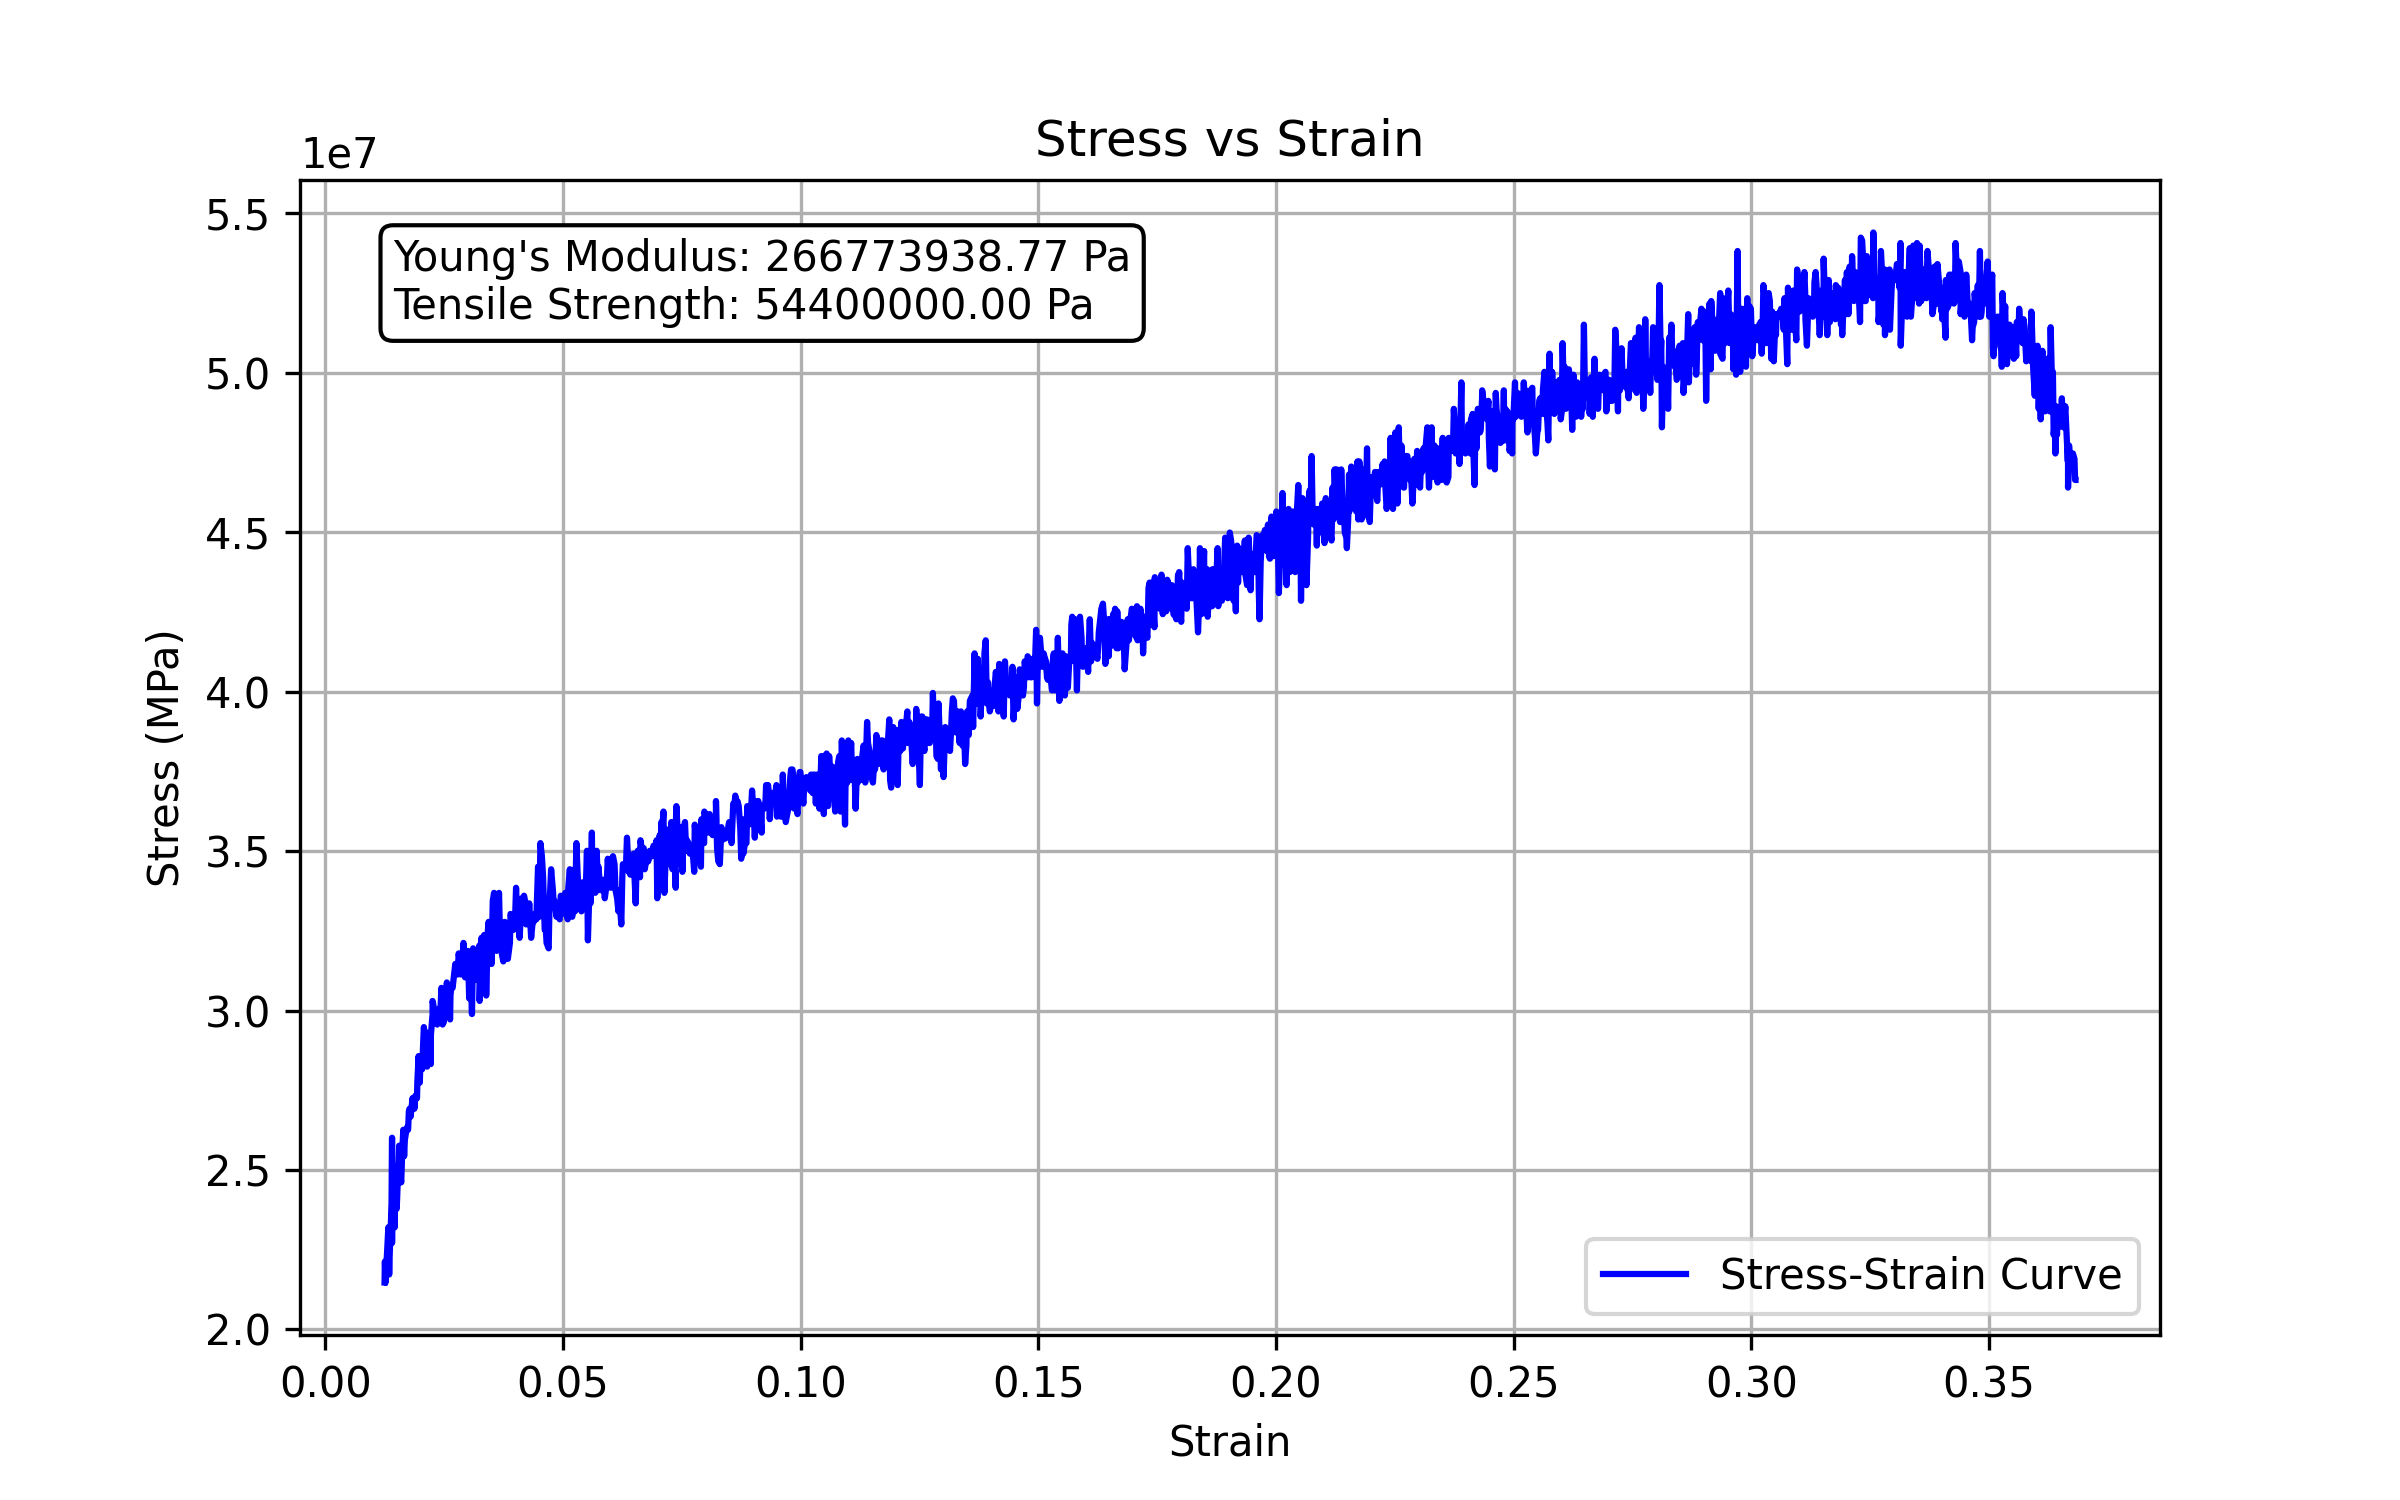 Stress vs Strain
1e7
Young's Modulus: 266773938.77 Pa
Tensile Strength: 54400000.00 Pa
5.5
5.0
4.5
4.0
3.5
3.0
2.5
2.0
Stress (MPa)
Stress-Strain Curve
0.00 0.05 0.10 0.15 0.20 0.25 0.30 0.35
Strain